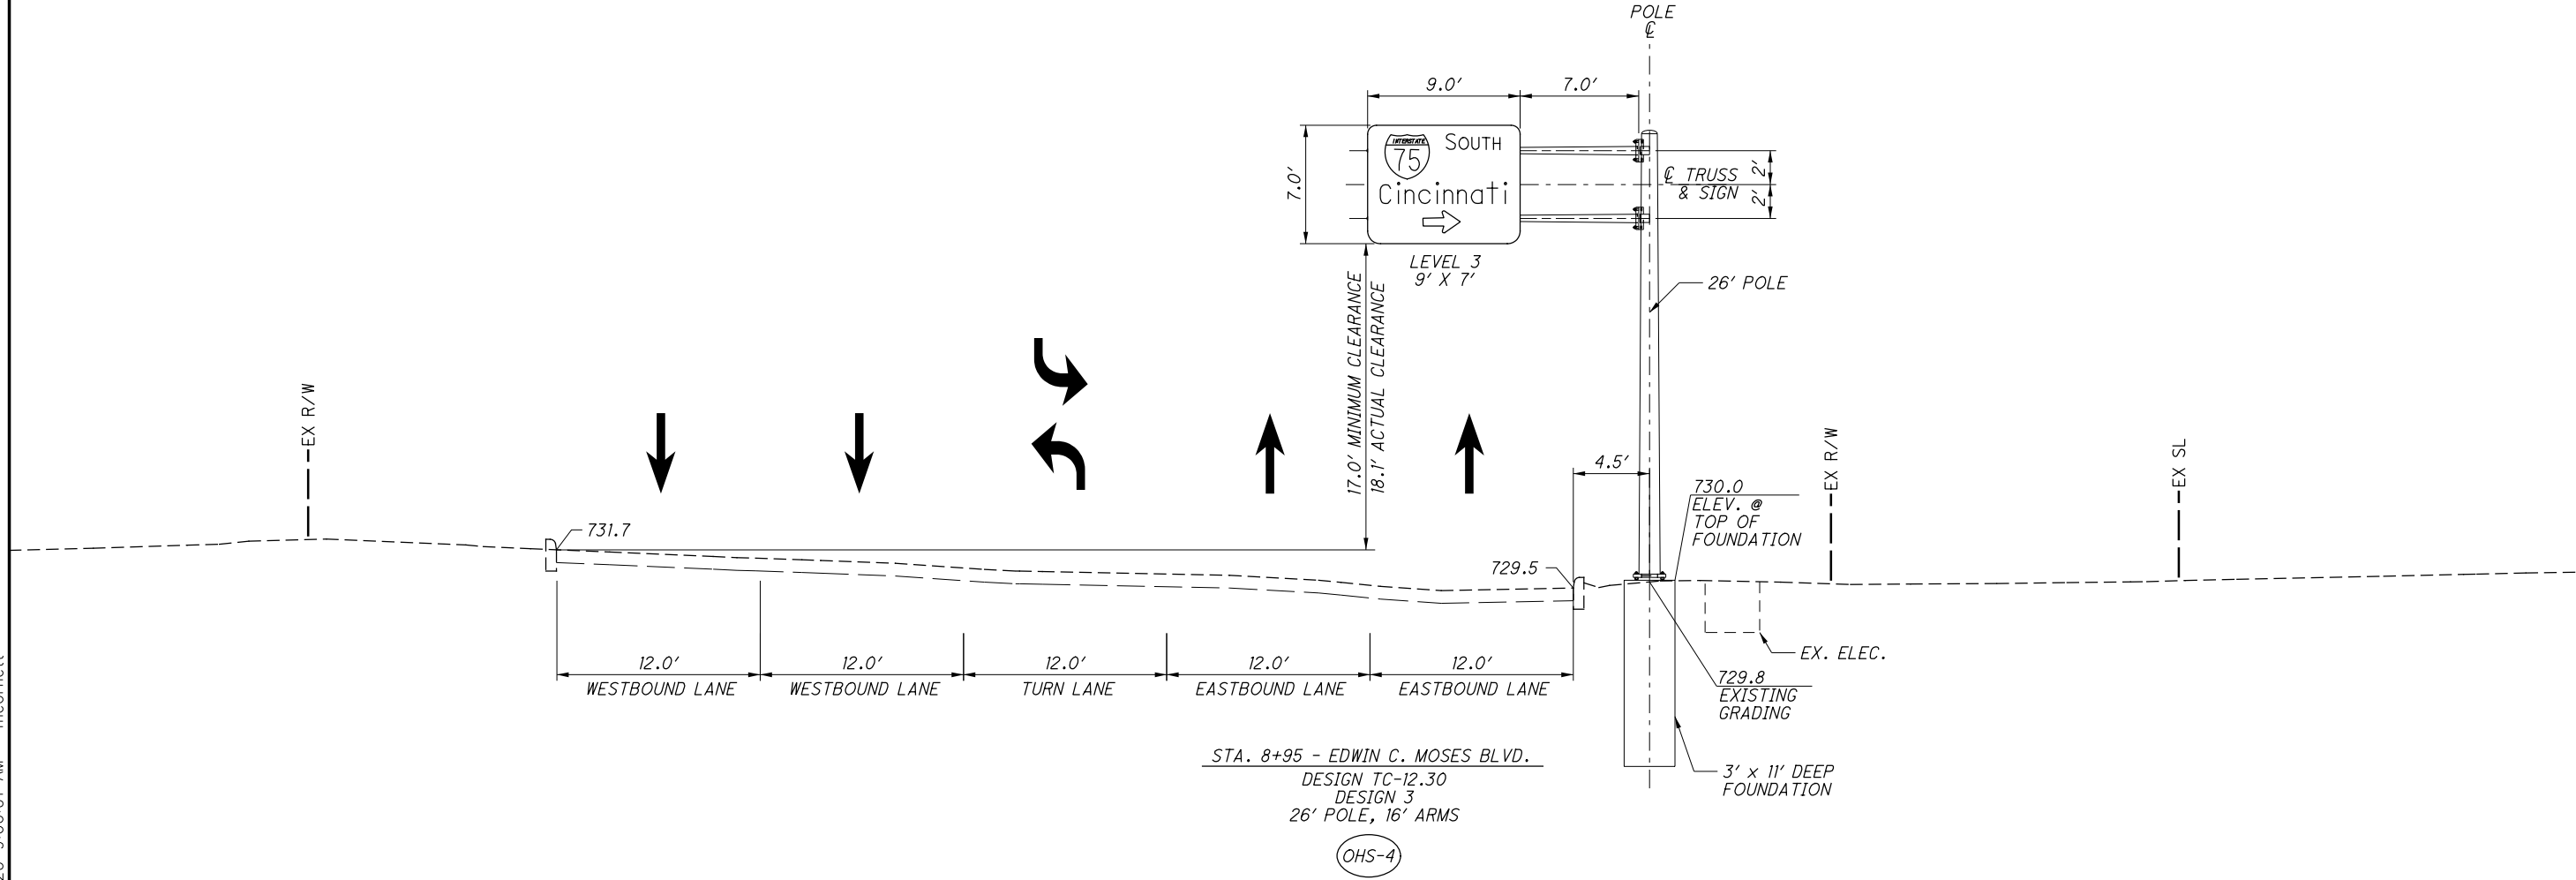 POLE
℄
9.0'
7.0'
7.0'
INTERSTATE
75
SOUTH
Cincinnati
℄ TRUSS
& SIGN
2'
2'
LEVEL 3
9' X 7'
26' POLE
17.0' MINIMUM CLEARANCE
18.1' ACTUAL CLEARANCE
EX R/W
EX R/W
EX SL
4.5'
730.0
ELEV. @
TOP OF
FOUNDATION
731.7
729.5
12.0'
WESTBOUND LANE
12.0'
WESTBOUND LANE
12.0'
TURN LANE
12.0'
EASTBOUND LANE
12.0'
EASTBOUND LANE
EX. ELEC.
729.8
EXISTING
GRADING
3' x 11' DEEP
FOUNDATION
STA. 8+95 - EDWIN C. MOSES BLVD.
DESIGN TC-12.30
DESIGN 3
26' POLE, 16' ARMS
OHS-4